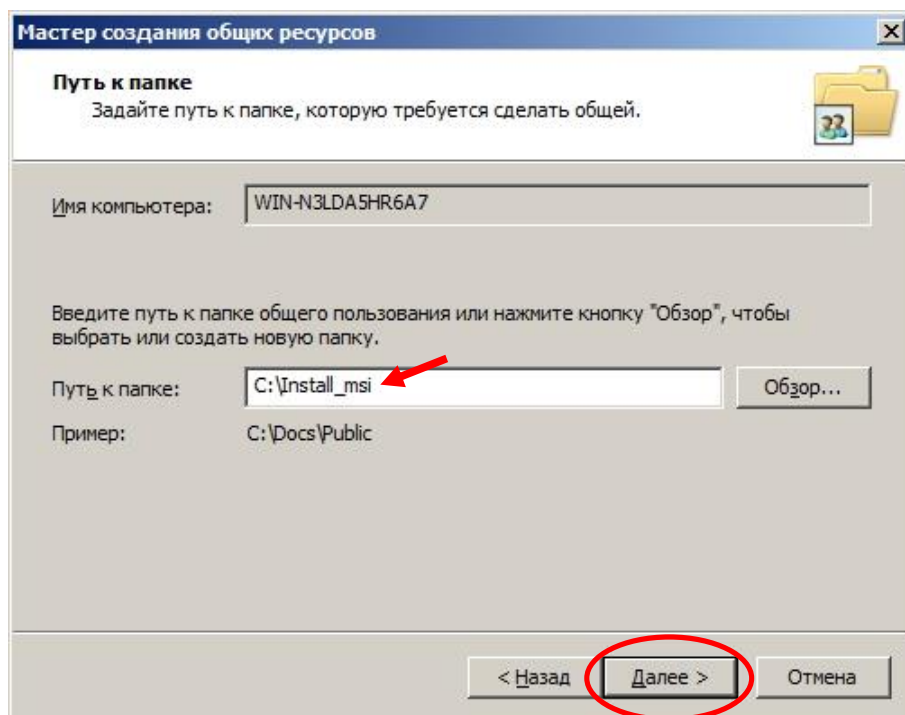 Мастер создания общих ресурсов
Путь к папке
Задайте путь к папке, которую требуется сделать общей.
Имя компьютера: WIN-N3LDA5HR6A7
Введите путь к папке общего пользования или нажмите кнопку "Обзор", чтобы
выбрать или создать новую папку.
Путь к папке: C:\Install_msi Обзор...
Пример: C:\Docs\Public
< Назад Далее > Отмена